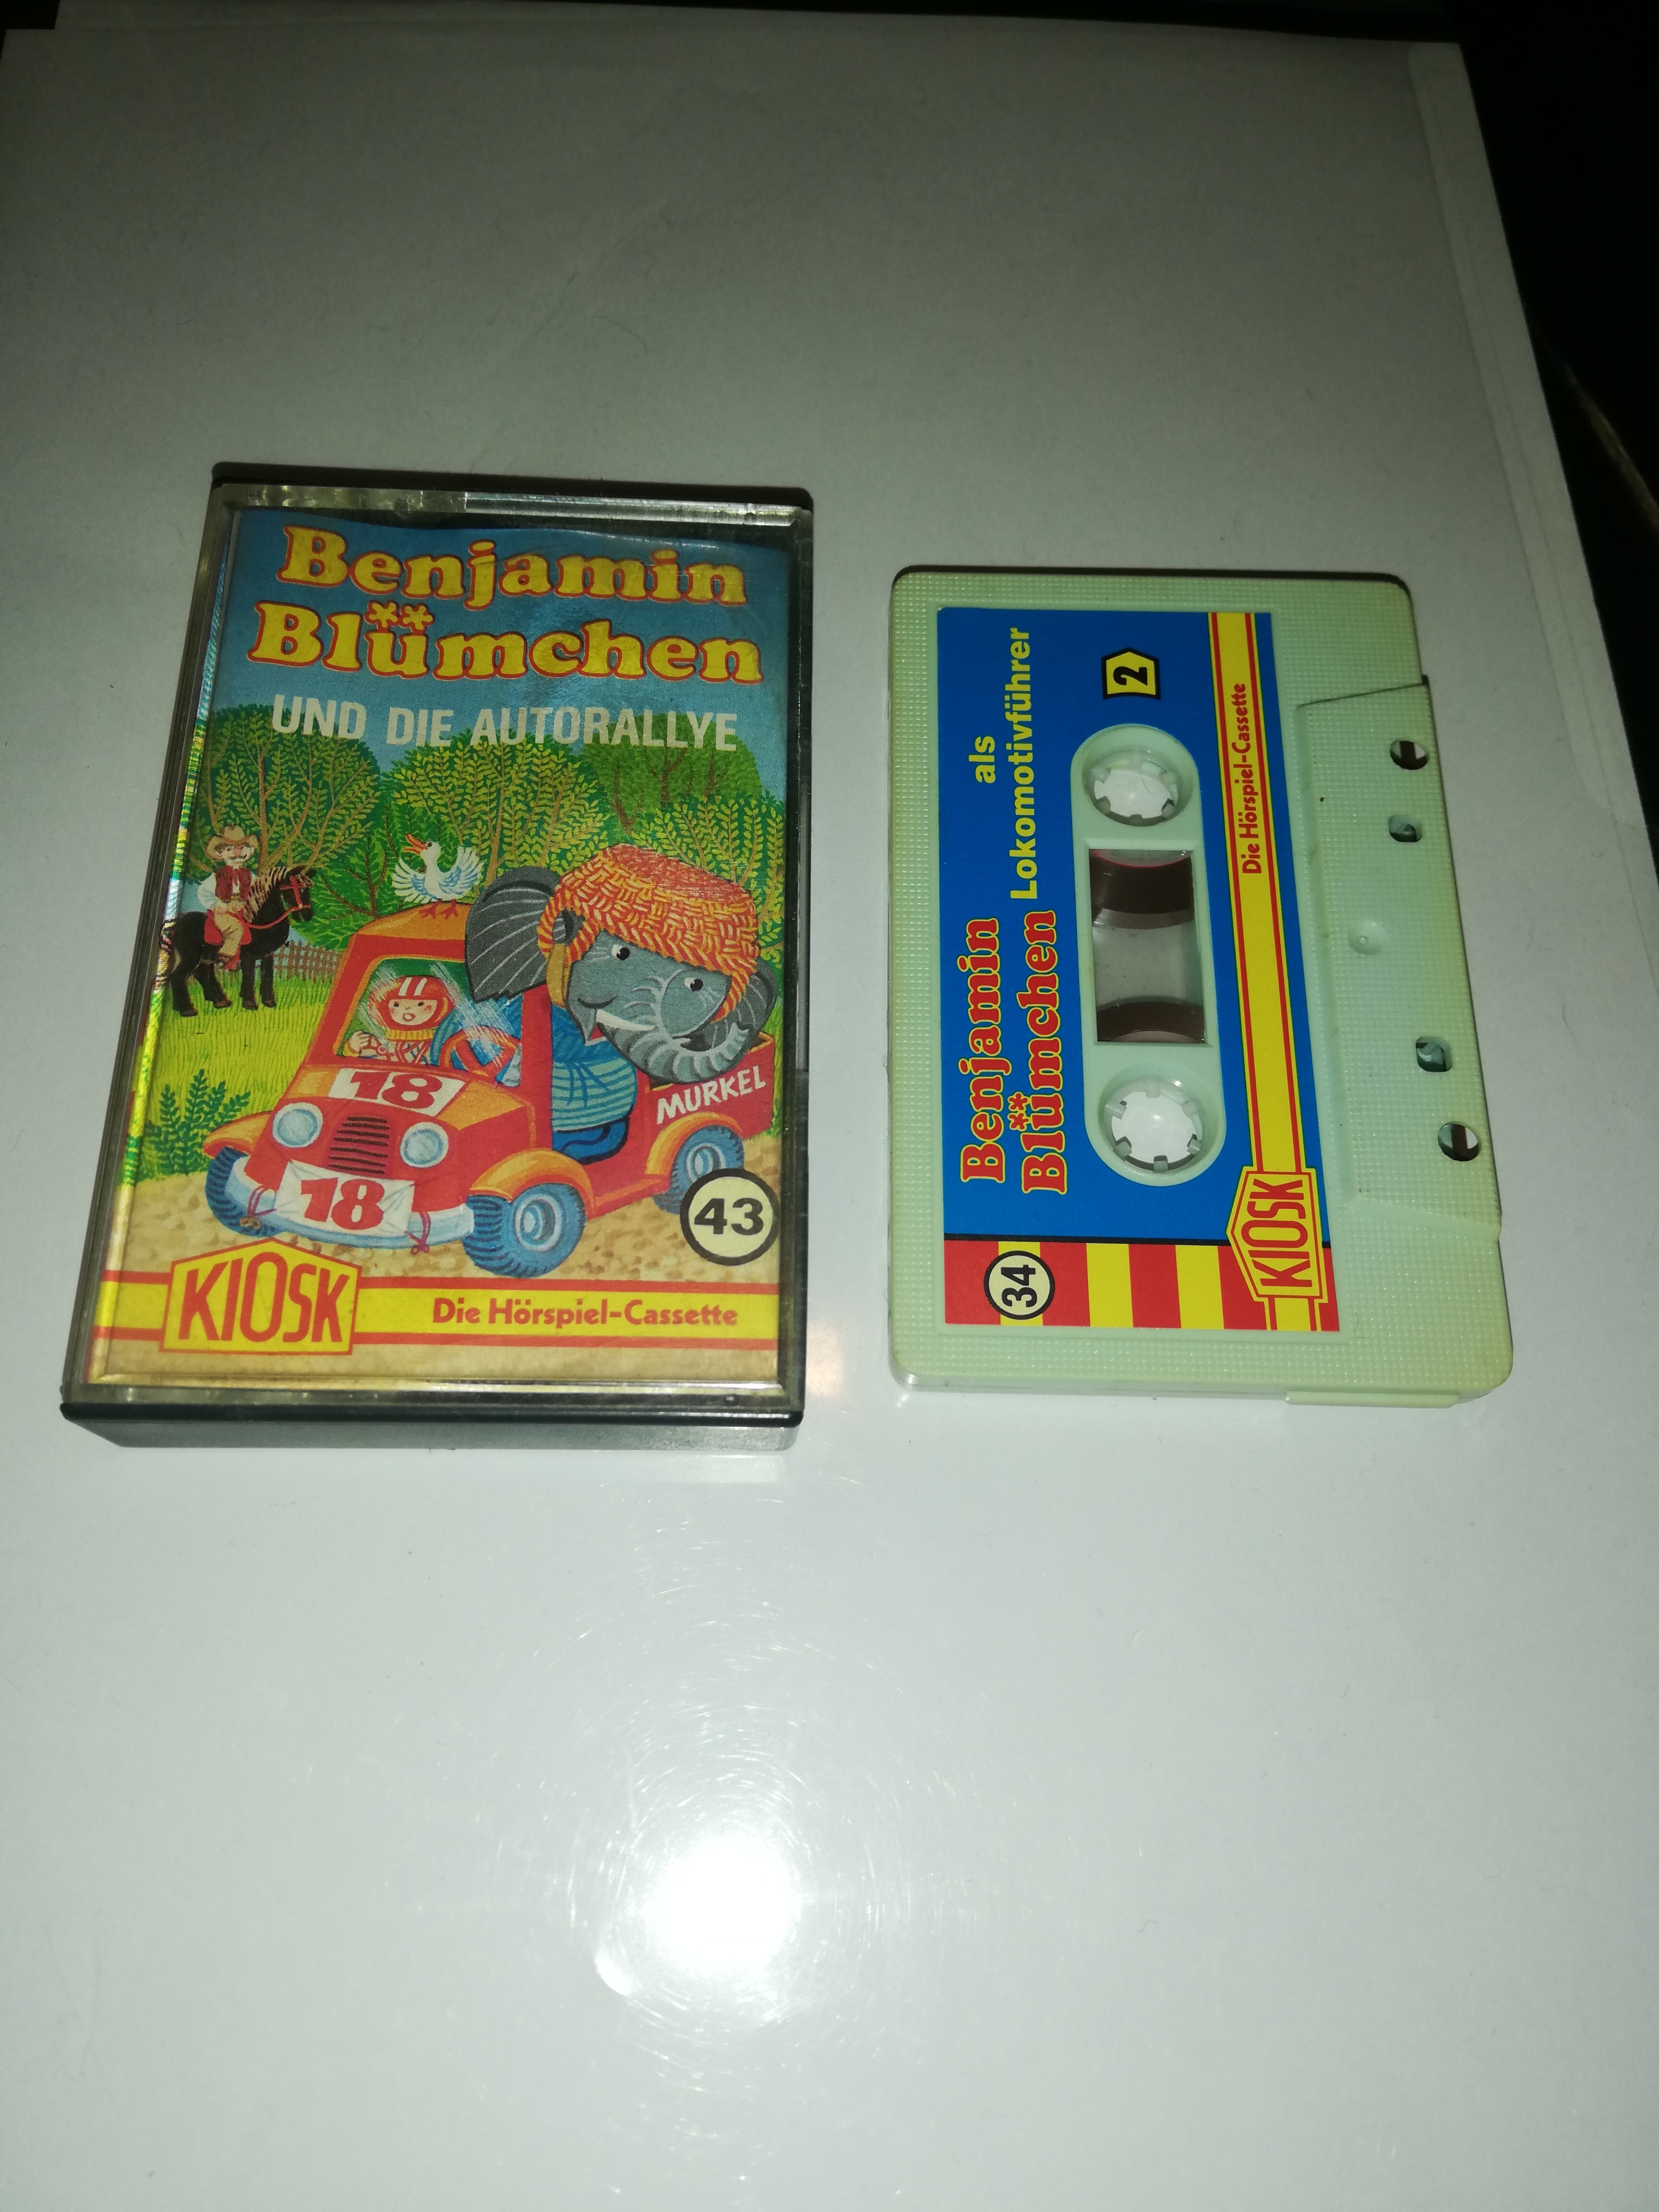 Benjamin
Blümchen
UND DIE AUTORALLYE
18
MURKEL
18
43
KIOSK
Die Hörspiel-Cassette
34
Benjamin
Blümchen
als
Lokomotivführer
2
KIOSK
Die Hörspiel-Cassette